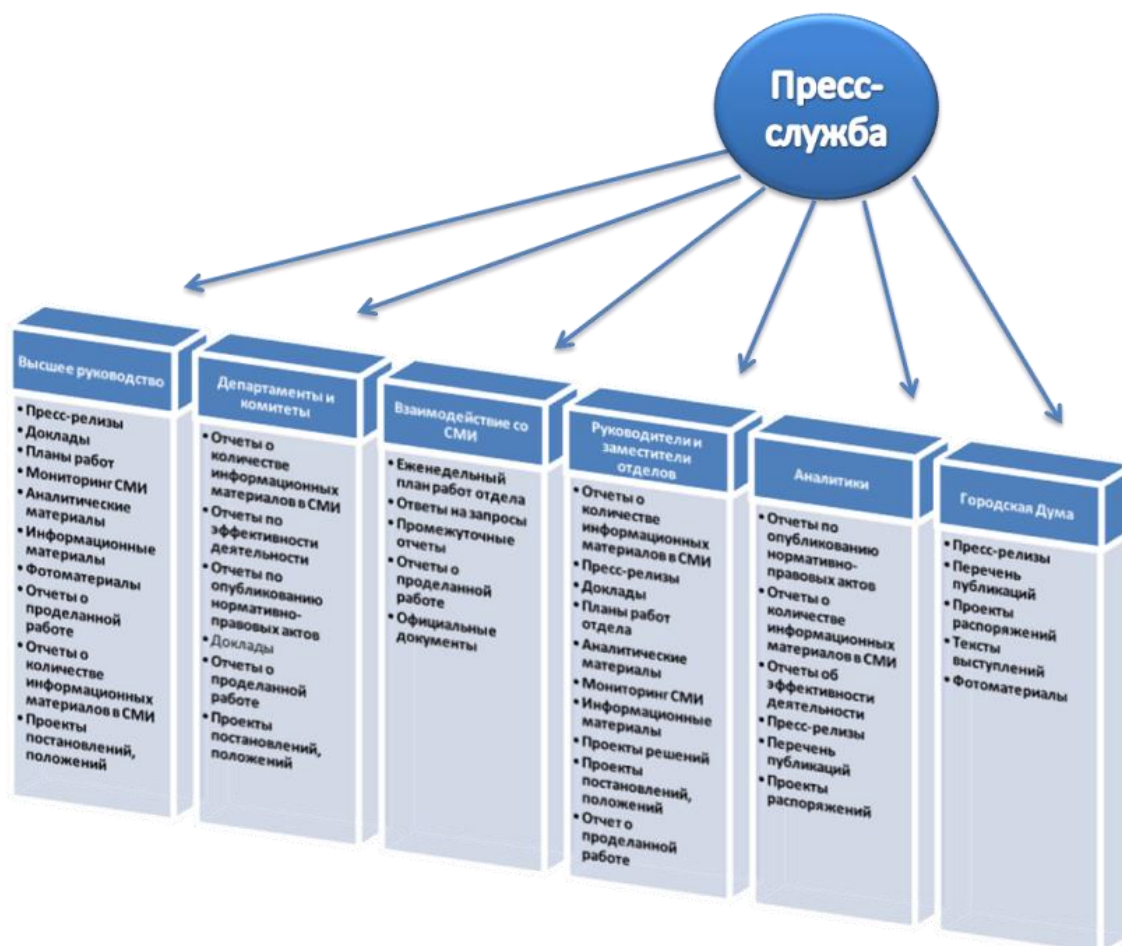 Пресс-
служба
Высшее руководство
• Пресс-релизы
• Доклады
• Планы работ
• Мониторинг СМИ
• Аналитические
материалы
• Информационные
материалы
• Фотоматериалы
• Отчеты о
проделанной
работе
• Отчеты о
количестве
информационных
материалов в СМИ
• Проекты
постановлений,
положений
Департаменты и
комитеты
• Отчеты о
количестве
информационных
материалов в СМИ
• Отчеты по
эффективности
деятельности
• Отчеты по
опубликованию
нормативно-
правовых актов
• Доклады
• Отчеты о
проделанной
работе
• Проекты
постановлений,
положений
Взаимодействие со
СМИ
• Еженедельный
план работ отдела
• Ответы на запросы
• Промежуточные
отчеты
• Отчеты о
проделанной
работе
• Официальные
документы
Руководители и
заместители
отделов
• Отчеты о
количестве
информационных
материалов в СМИ
• Пресс-релизы
• Доклады
• Планы работ
отдела
• Аналитические
материалы
• Мониторинг СМИ
• Информационные
материалы
• Проекты решений
• Проекты
постановлений,
положений
• Отчет о
проделанной
работе
Аналитики
• Отчеты по
опубликованию
нормативно-
правовых актов
• Отчеты о
количестве
информационных
материалов в СМИ
• Отчеты об
эффективности
деятельности
• Пресс-релизы
• Перечень
публикаций
• Проекты
распоряжений
Городская Дума
• Пресс-релизы
• Перечень
публикаций
• Проекты
распоряжений
• Тексты
выступлений
• Фотоматериалы